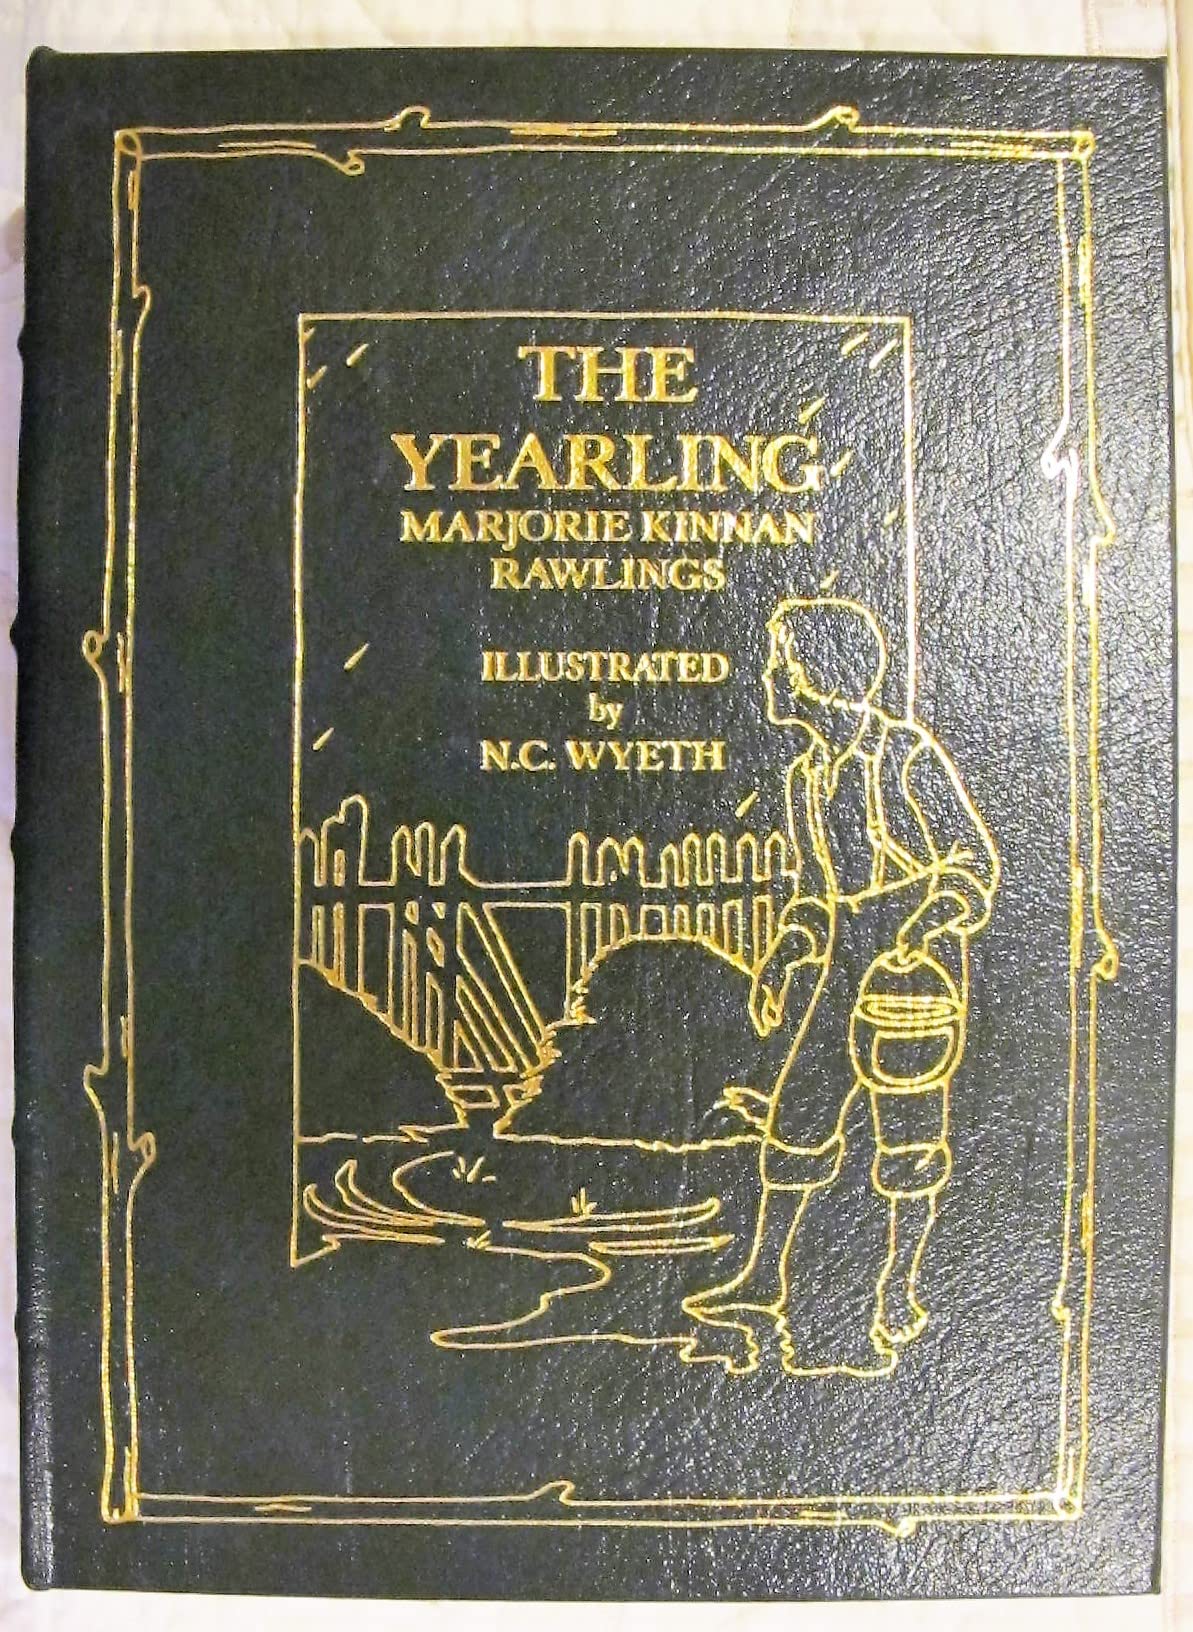 THE
YEARLING
MARJORIE KINNAN
RAWLINGS
ILLUSTRATED
by
N.C. WYETH